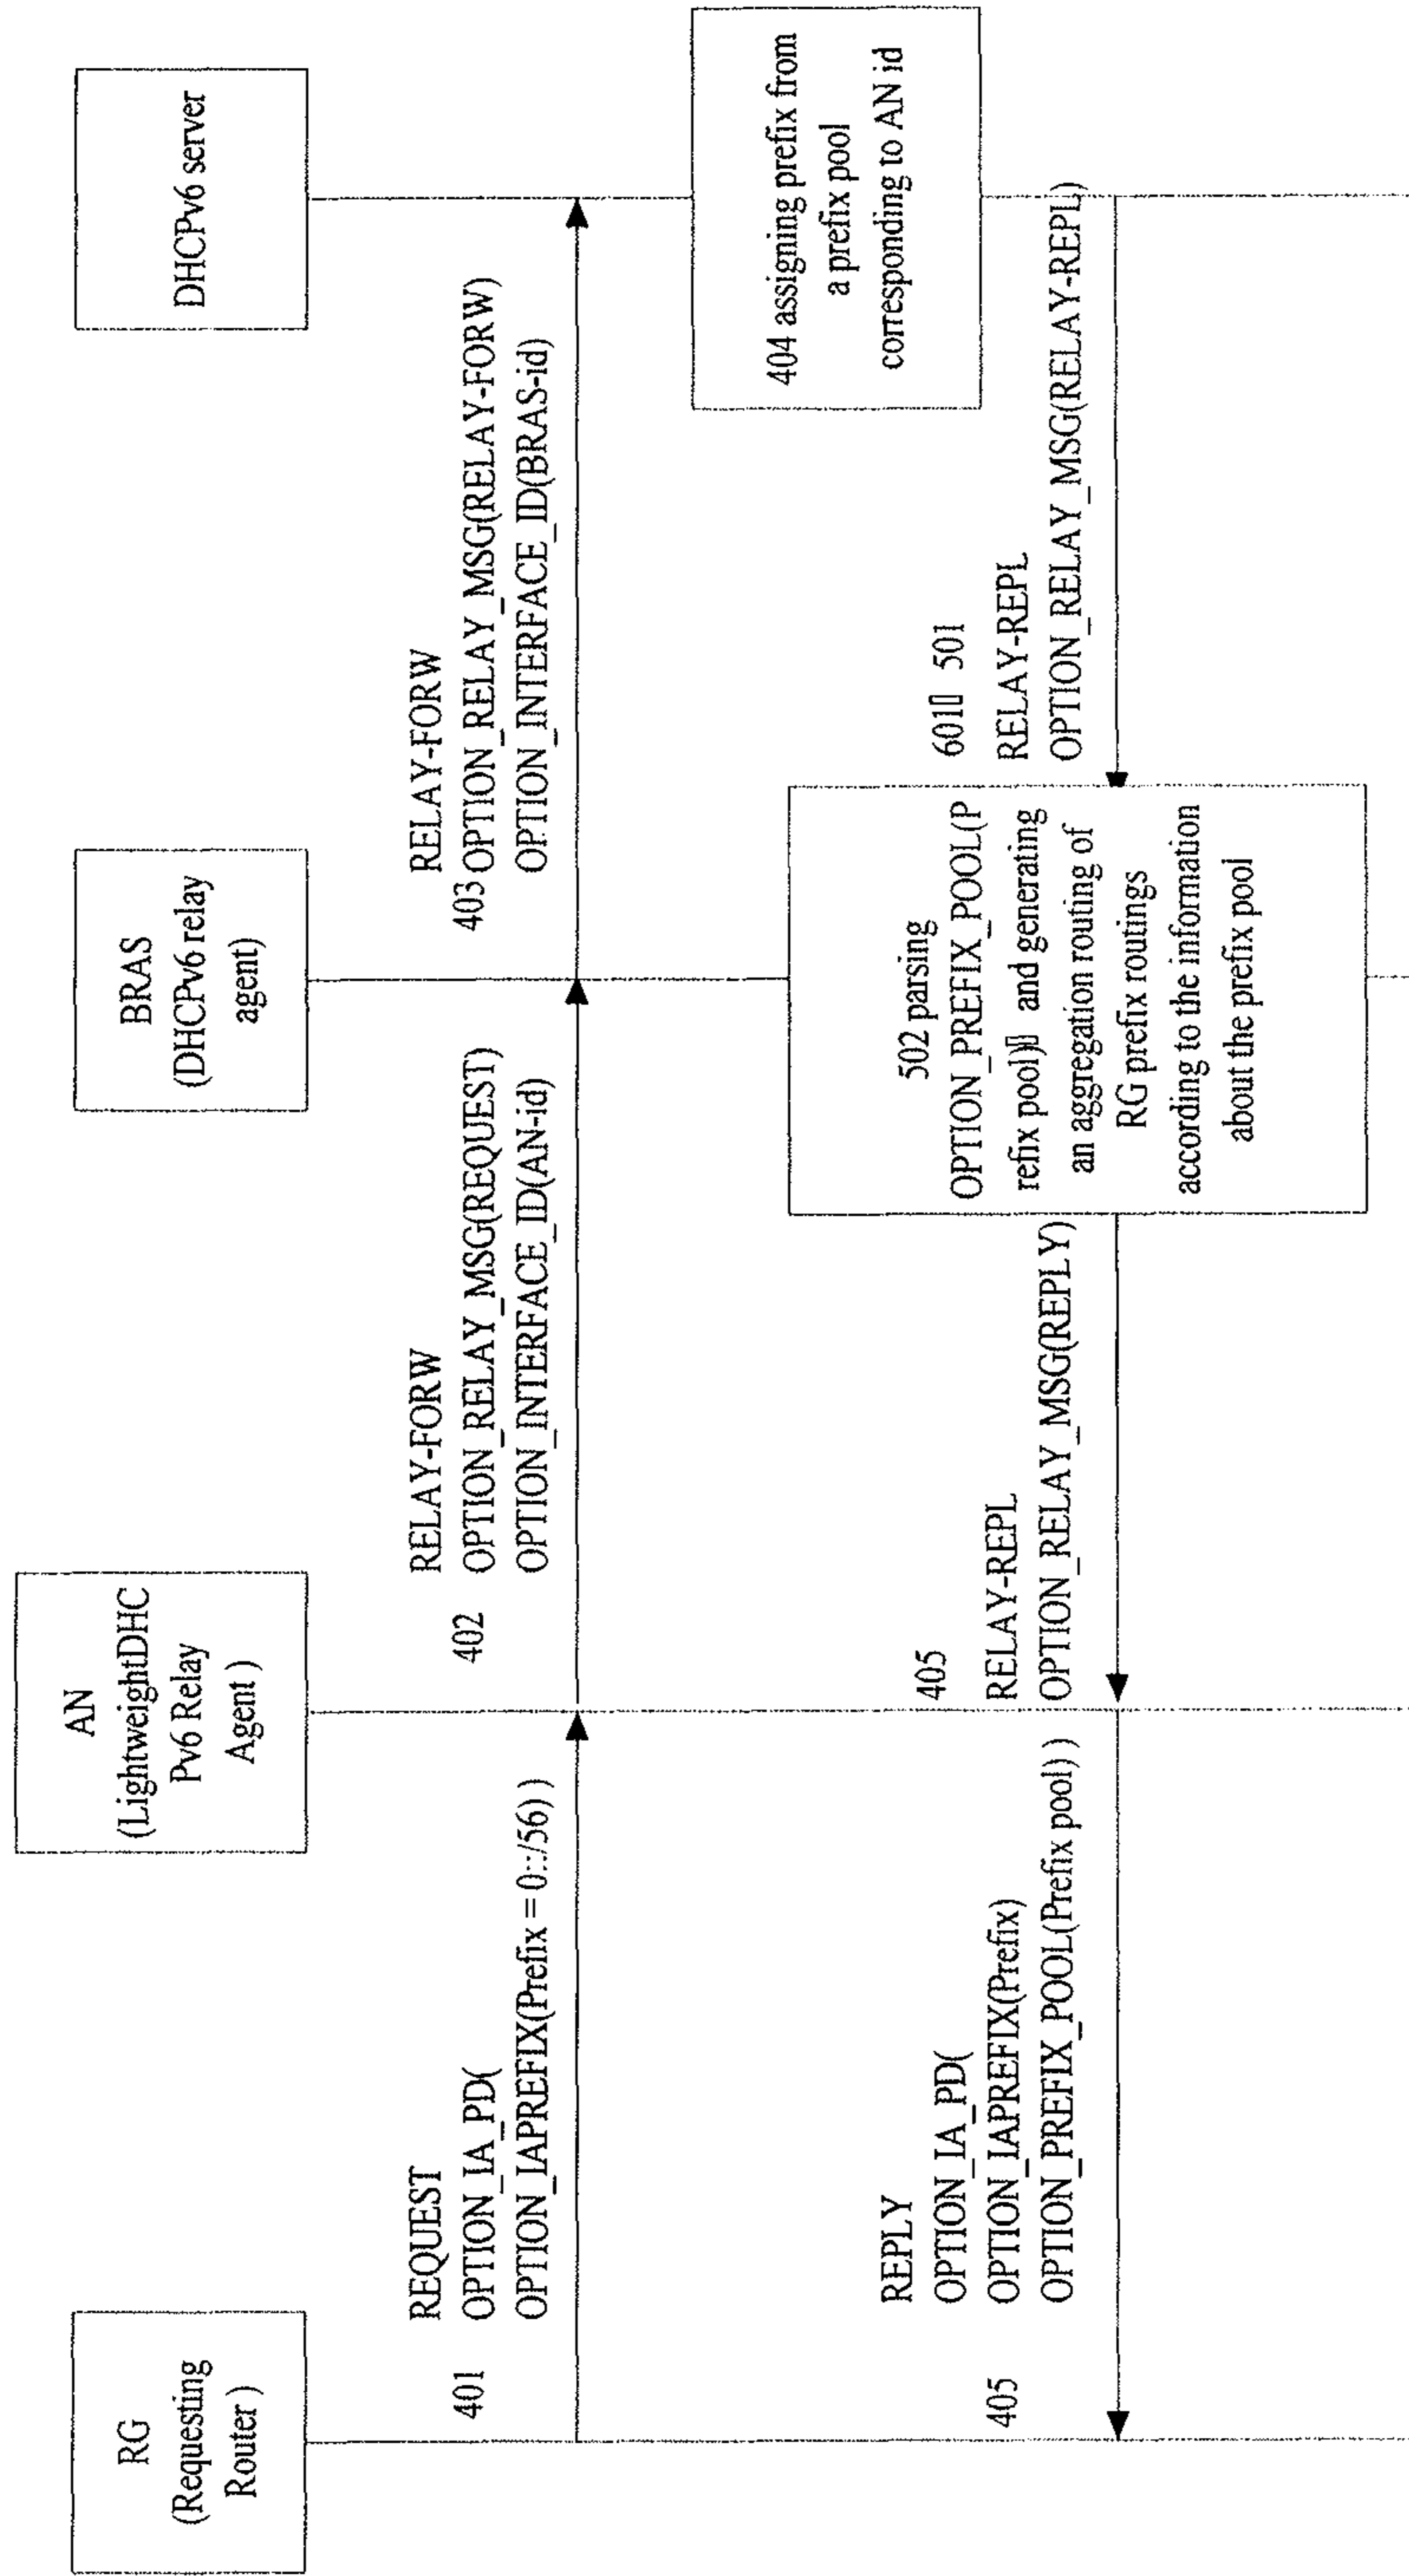 RG
(Requesting
Router )
AN
(LightweightDHC
Pv6 Relay
Agent )
BRAS
(DHCPv6 relay
agent)
DHCPv6 server
401
REQUEST
OPTION_IA_PD(
OPTION_IAPREFIX(Prefix = 0::/56) )
402
RELAY-FORW
OPTION_RELAY_MSG(REQUEST)
OPTION_INTERFACE_ID(AN-id)
403
RELAY-FORW
OPTION_RELAY_MSG(RELAY-FORW)
OPTION_INTERFACE_ID(BRAS-id)
404 assigning prefix from
a prefix pool
corresponding to AN id
601▯ 501
RELAY-REPL
OPTION_RELAY_MSG(RELAY-REPL)
502 parsing
OPTION_PREFIX_POOL(P
refix pool)▯ and generating
an aggregation routing of
RG prefix routings
according to the information
about the prefix pool
405
RELAY-REPL
OPTION_RELAY_MSG(REPLY)
405
REPLY
OPTION_IA_PD(
OPTION_IAPREFIX(Prefix)
OPTION_PREFIX_POOL(Prefix pool) )